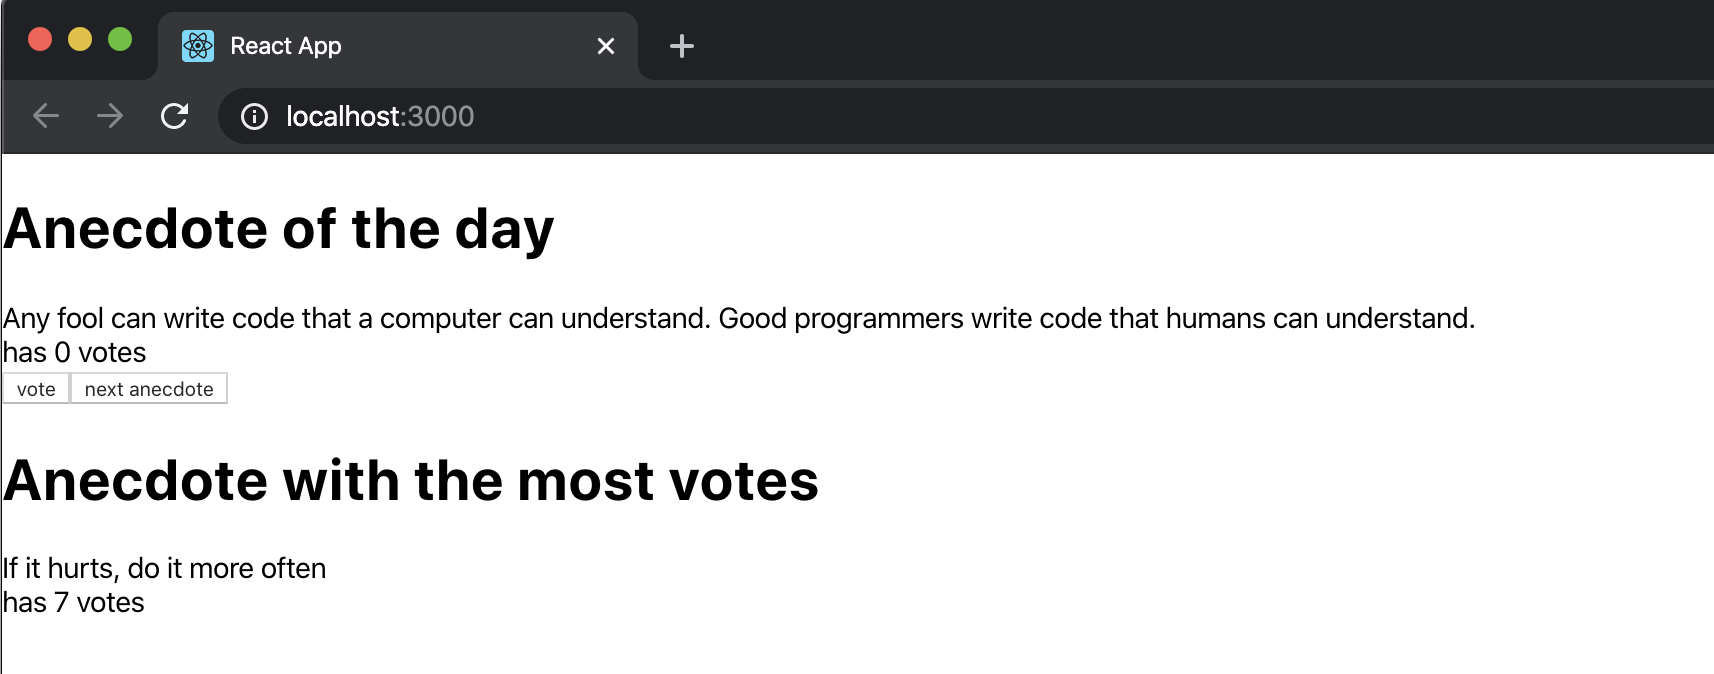 React App
localhost:3000
Anecdote of the day
Any fool can write code that a computer can understand. Good programmers write code that humans can understand.
has 0 votes
vote next anecdote
Anecdote with the most votes
If it hurts, do it more often
has 7 votes